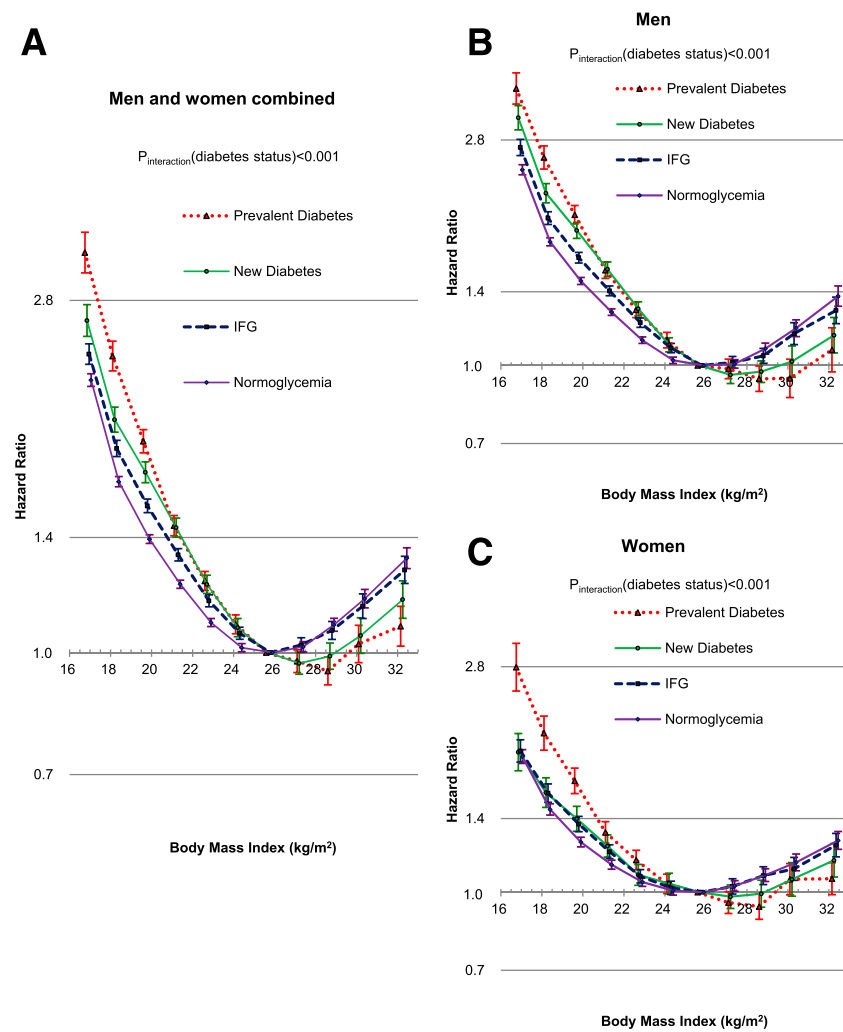 A
Men and women combined
Pinteraction(diabetes status)<0.001
Prevalent Diabetes
New Diabetes
IFG
Normoglycemia
Hazard Ratio
2.8
1.4
1.0
0.7
16 18 20 22 24 26 28 30 32
Body Mass Index (kg/m2)
B
Men
Pinteraction(diabetes status)<0.001
Prevalent Diabetes
New Diabetes
IFG
Normoglycemia
Hazard Ratio
2.8
1.4
1.0
0.7
16 18 20 22 24 26 28 30 32
Body Mass Index (kg/m2)
C
Women
Pinteraction(diabetes status)<0.001
Prevalent Diabetes
New Diabetes
IFG
Normoglycemia
Hazard Ratio
2.8
1.4
1.0
0.7
16 18 20 22 24 26 28 30 32
Body Mass Index (kg/m2)